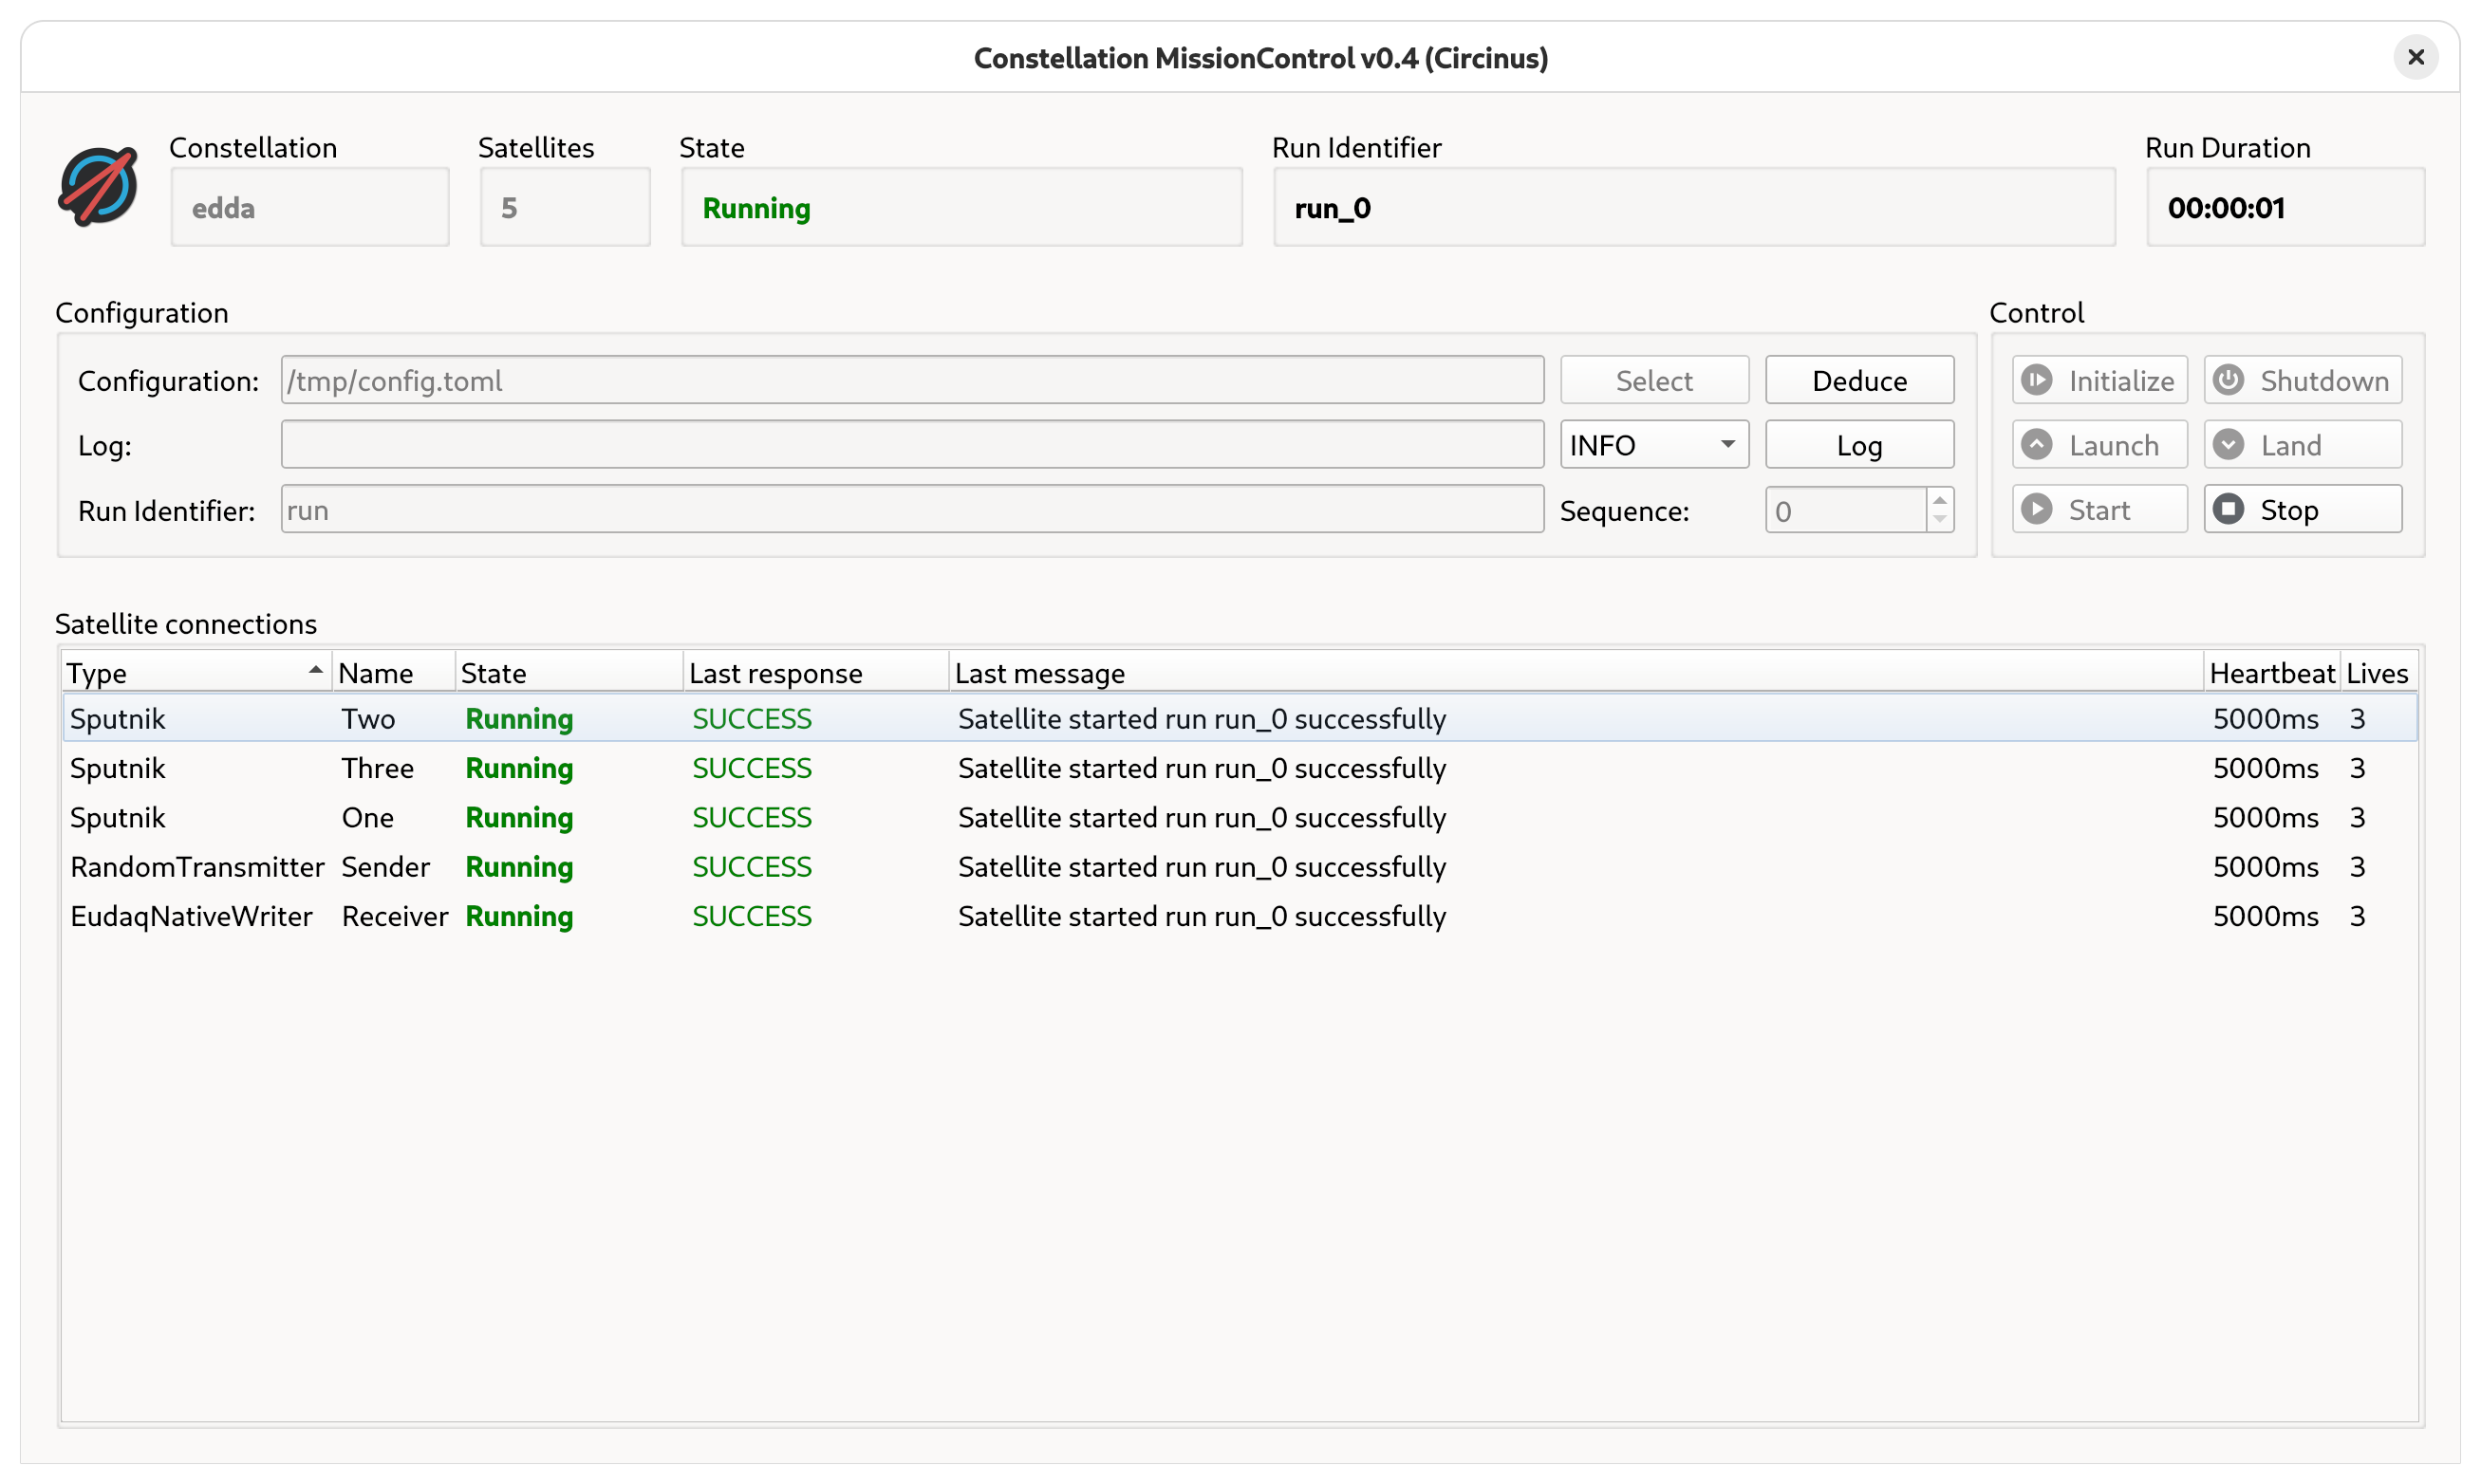 Constellation MissionControl v0.4 (Circinus)
Constellation Satellites State Run Identifier Run Duration
edda 5 Running run_0 00:00:01
Configuration Control
Configuration: /tmp/config.toml Select Deduce Initialize Shutdown
Log: INFO Log Launch Land
Run Identifier: run Sequence: 0 Start Stop
Satellite connections
Type Name State Last response Last message Heartbeat Lives
Sputnik Two Running SUCCESS Satellite started run run_0 successfully 5000ms 3
Sputnik Three Running SUCCESS Satellite started run run_0 successfully 5000ms 3
Sputnik One Running SUCCESS Satellite started run run_0 successfully 5000ms 3
RandomTransmitter Sender Running SUCCESS Satellite started run run_0 successfully 5000ms 3
EudaqNativeWriter Receiver Running SUCCESS Satellite started run run_0 successfully 5000ms 3